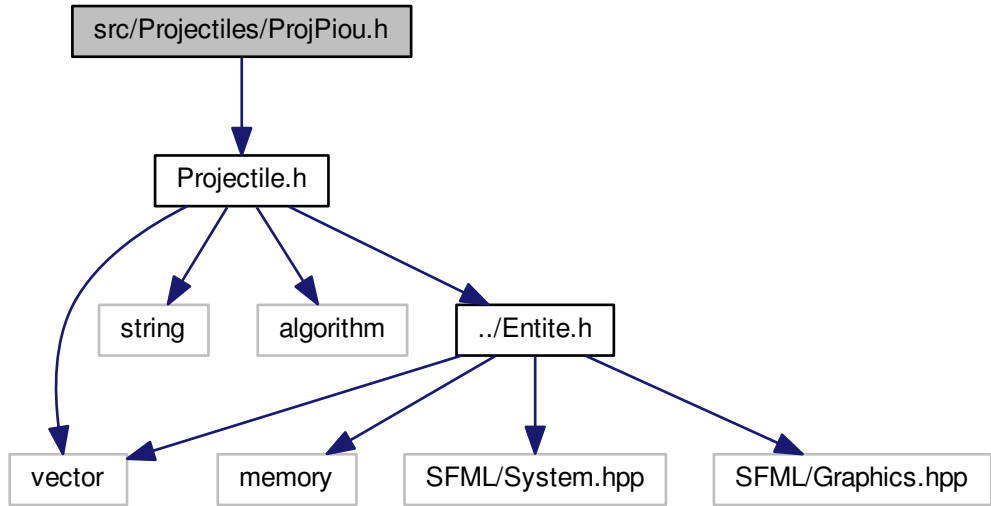 src/Projectiles/ProjPiou.h
Projectile.h
string
algorithm
../Entite.h
vector
memory
SFML/System.hpp
SFML/Graphics.hpp